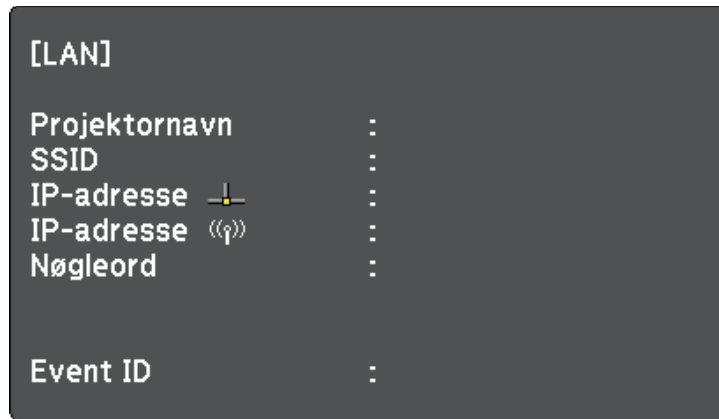 [LAN]
Projektornavn :
SSID :
IP-adresse :
IP-adresse :
Nøgleord :
Event ID :